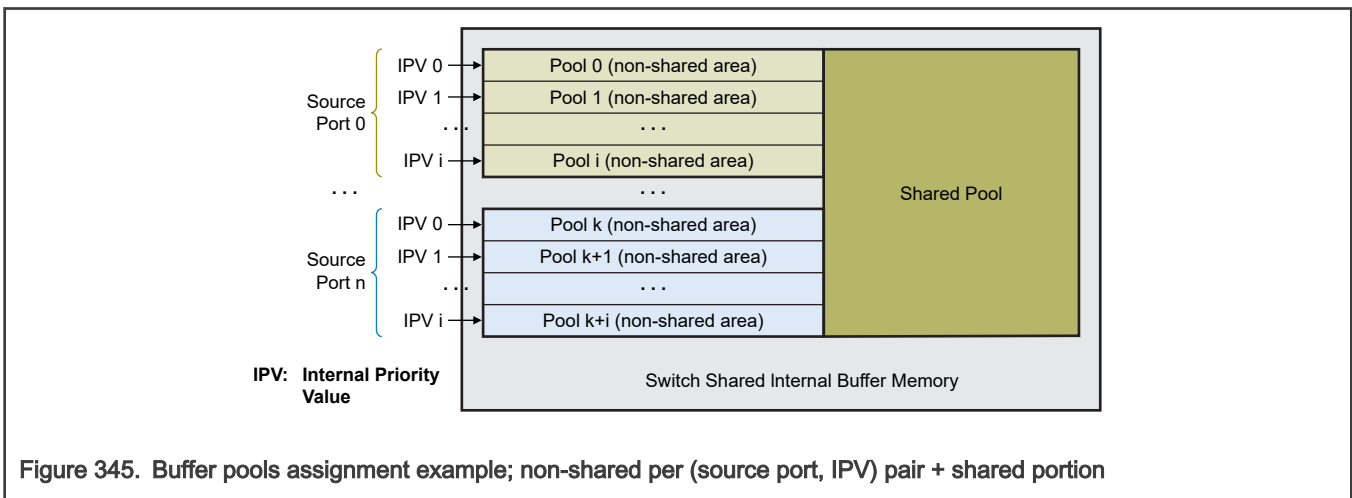 IPV 0
Pool 0 (non-shared area)
IPV 1
Pool 1 (non-shared area)
Source
Port 0
. . .
. . .
IPV i
Pool i (non-shared area)
. . .
. . .
Shared Pool
IPV 0
Pool k (non-shared area)
IPV 1
Pool k+1 (non-shared area)
Source
Port n
. . .
. . .
IPV i
Pool k+i (non-shared area)
IPV: Internal Priority
Value
Switch Shared Internal Buffer Memory
Figure 345. Buffer pools assignment example; non-shared per (source port, IPV) pair + shared portion